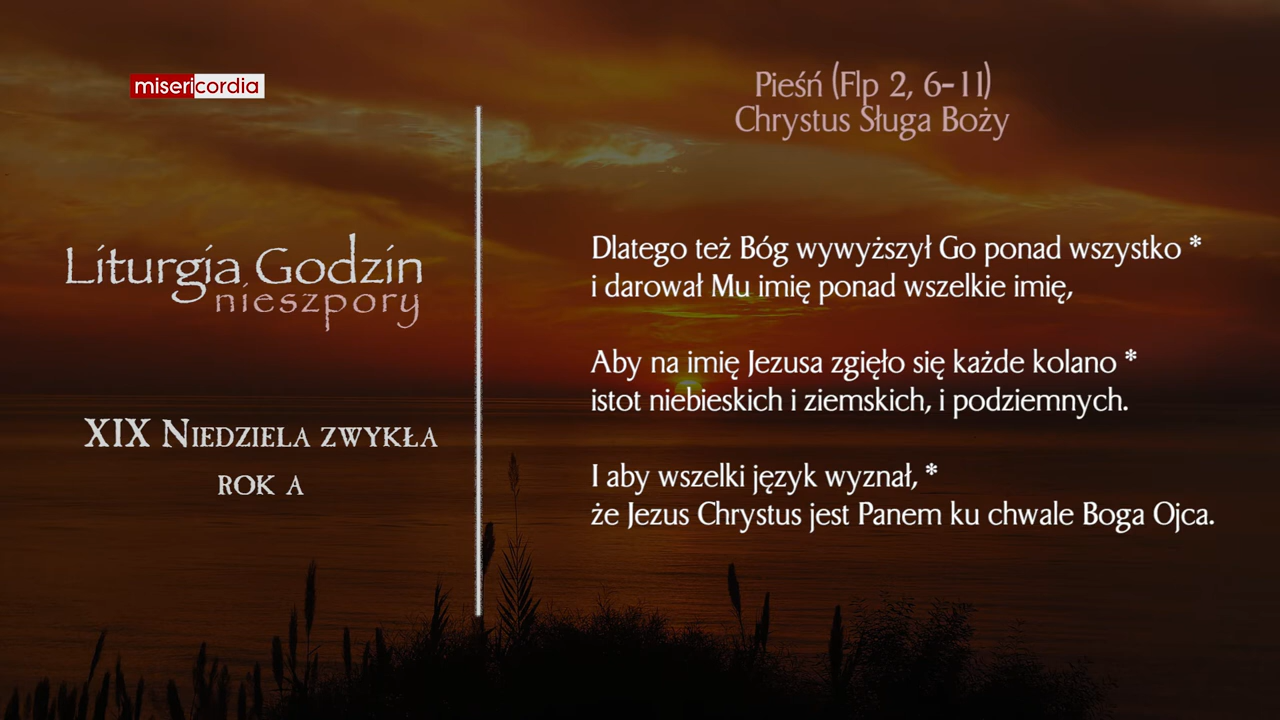 misericordia
Liturgia Godzin
nieszpory
XIX Niedziela zwykła
rok A
Pieśń (Flp 2, 6-11)
Chrystus Sługa Boży
Dlatego też Bóg wywyższył Go ponad wszystko *
i darował Mu imię ponad wszelkie imię,
Aby na imię Jezusa zgięło się każde kolano *
istot niebieskich i ziemskich, i podziemnych.
I aby wszelki język wyznał, *
że Jezus Chrystus jest Panem ku chwale Boga Ojca.